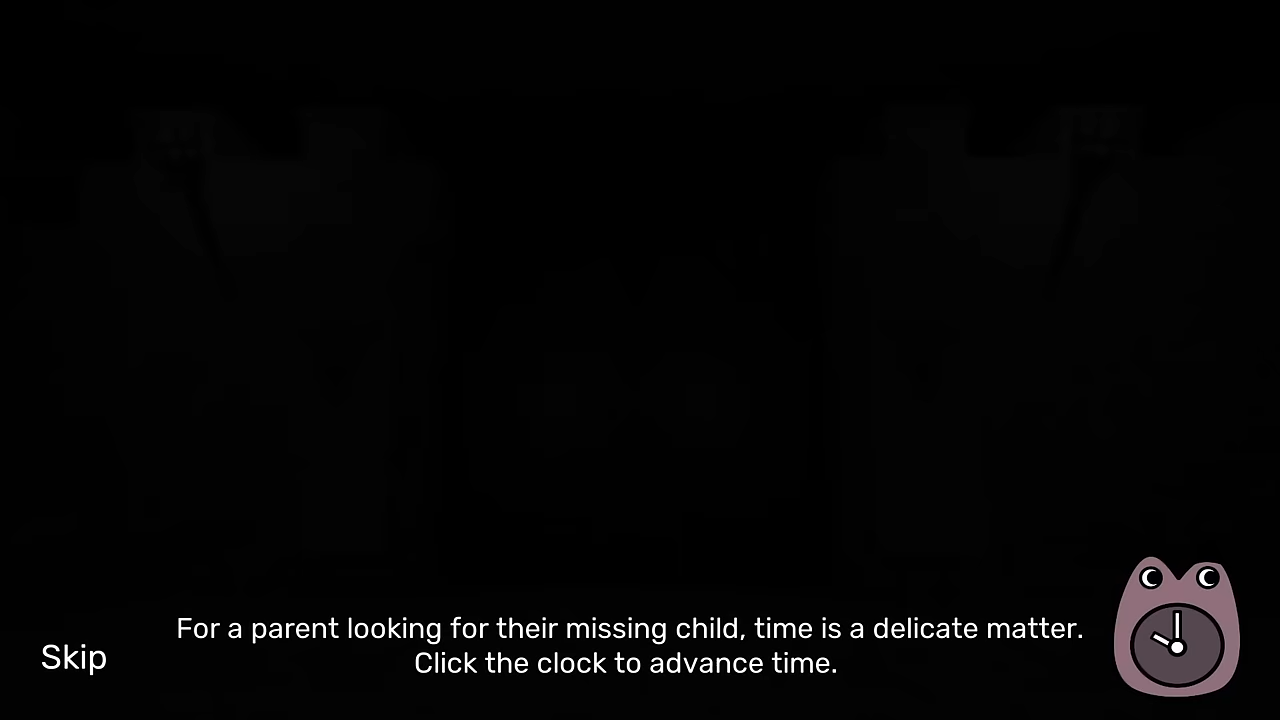 For a parent looking for their missing child, time is a delicate matter.
Click the clock to advance time.
Skip